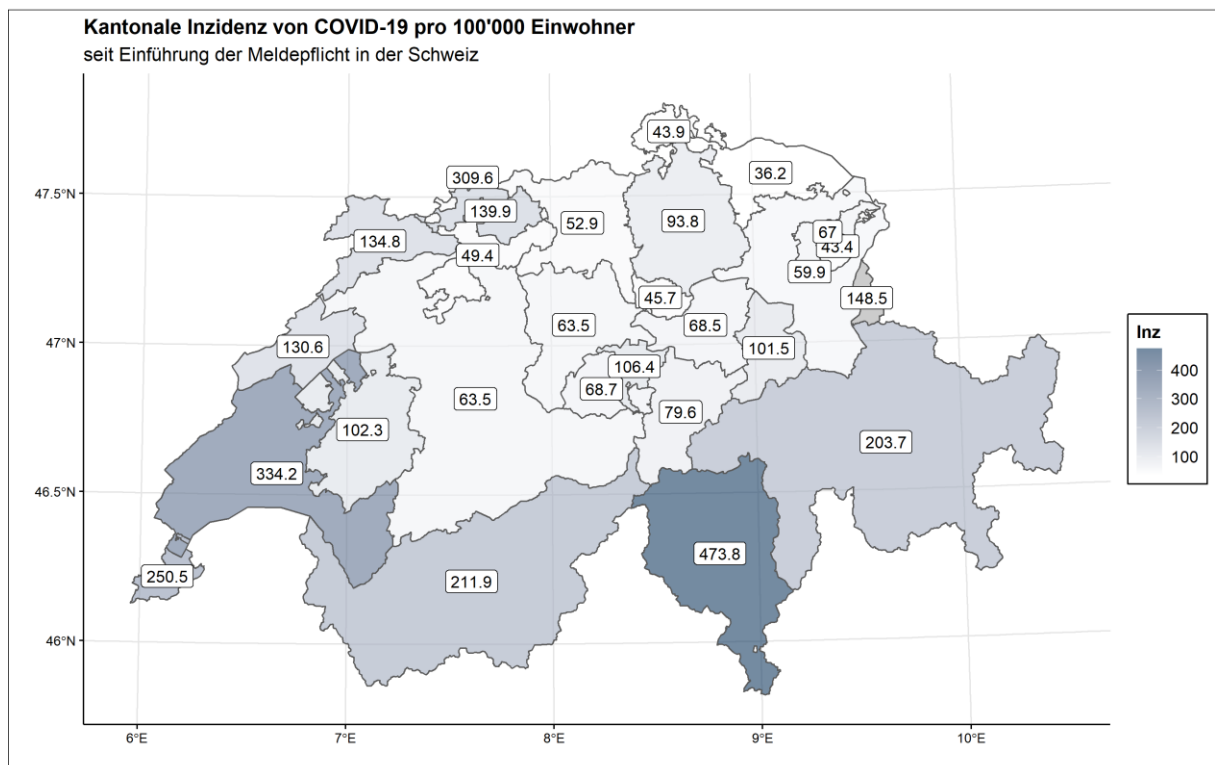 Kantonale Inzidenz von COVID-19 pro 100'000 Einwohner
seit Einführung der Meldepflicht in der Schweiz
43.9
309.6
36.2
47.5°N
139.9
52.9
93.8
67
134.8
43.4
49.4
59.9
45.7
148.5
63.5
68.5
47°N
130.6
101.5
Inz
106.4
400
68.7
63.5
79.6
300
102.3
200
203.7
100
334.2
46.5°N
473.8
250.5
211.9
46°N
6°E
7°E
8°E
9°E
10°E